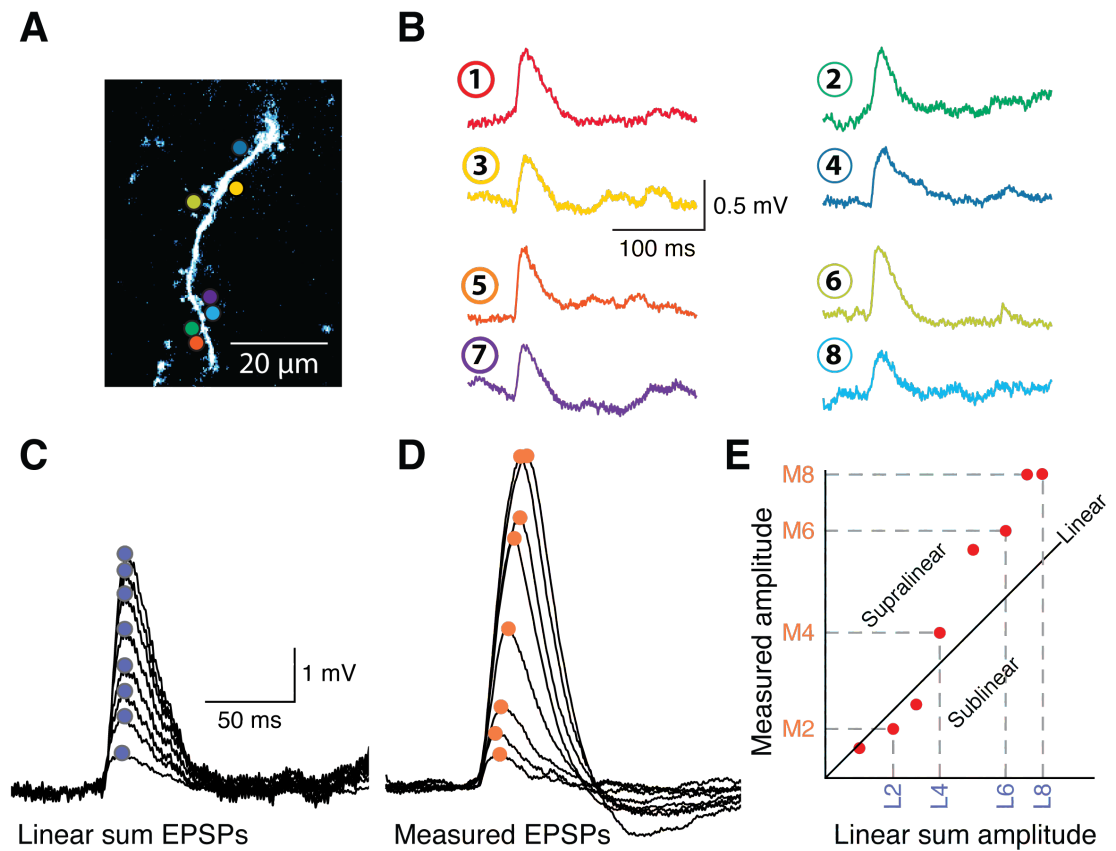 A
B
20 μm
1
2
3
4
0.5 mV
100 ms
5
6
7
8
C
D
E
1 mV
50 ms
Linear sum EPSPs
Measured EPSPs
M8
M6
M4
M2
Measured amplitude
Supralinear
Linear
Sublinear
L2
L4
L6
L8
Linear sum amplitude